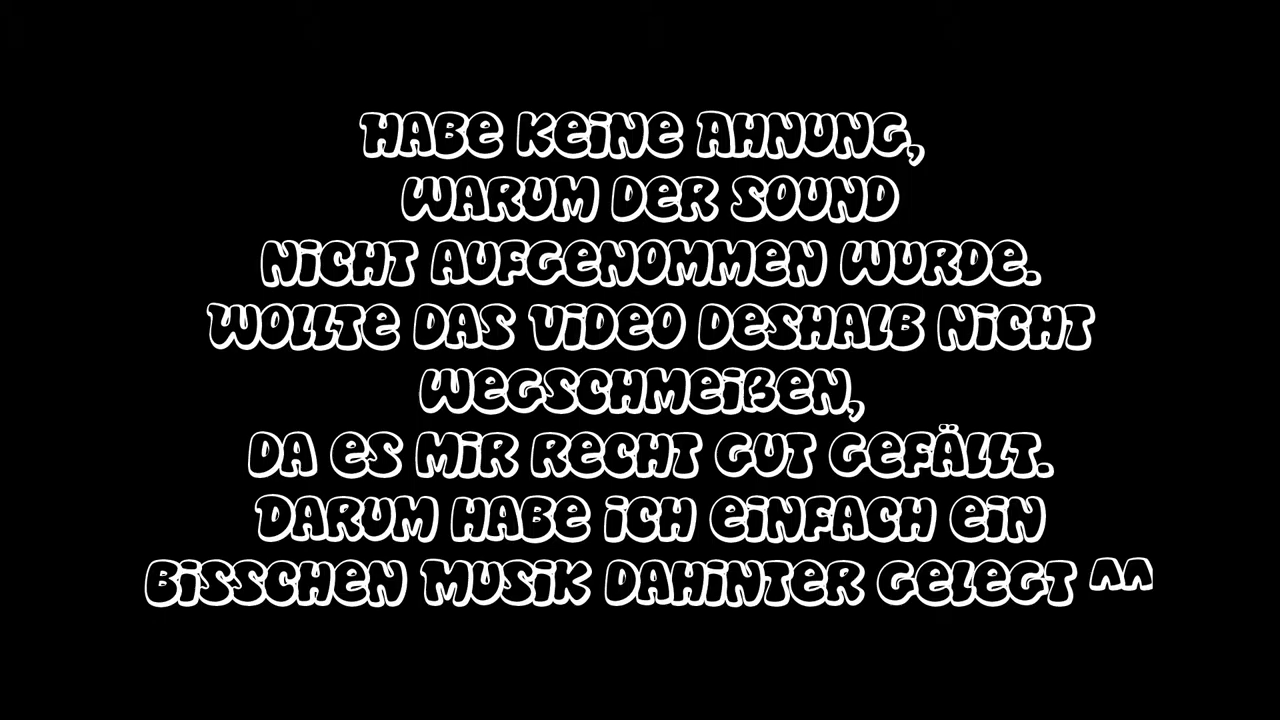 Habe keine Ahnung,
warum der Sound
nicht aufgenommen wurde.
Wollte das Video deshalb nicht
wegschmeißen,
da es mir recht gut gefällt.
Darum habe ich einfach ein
bisschen Musik dahinter gelegt ^^